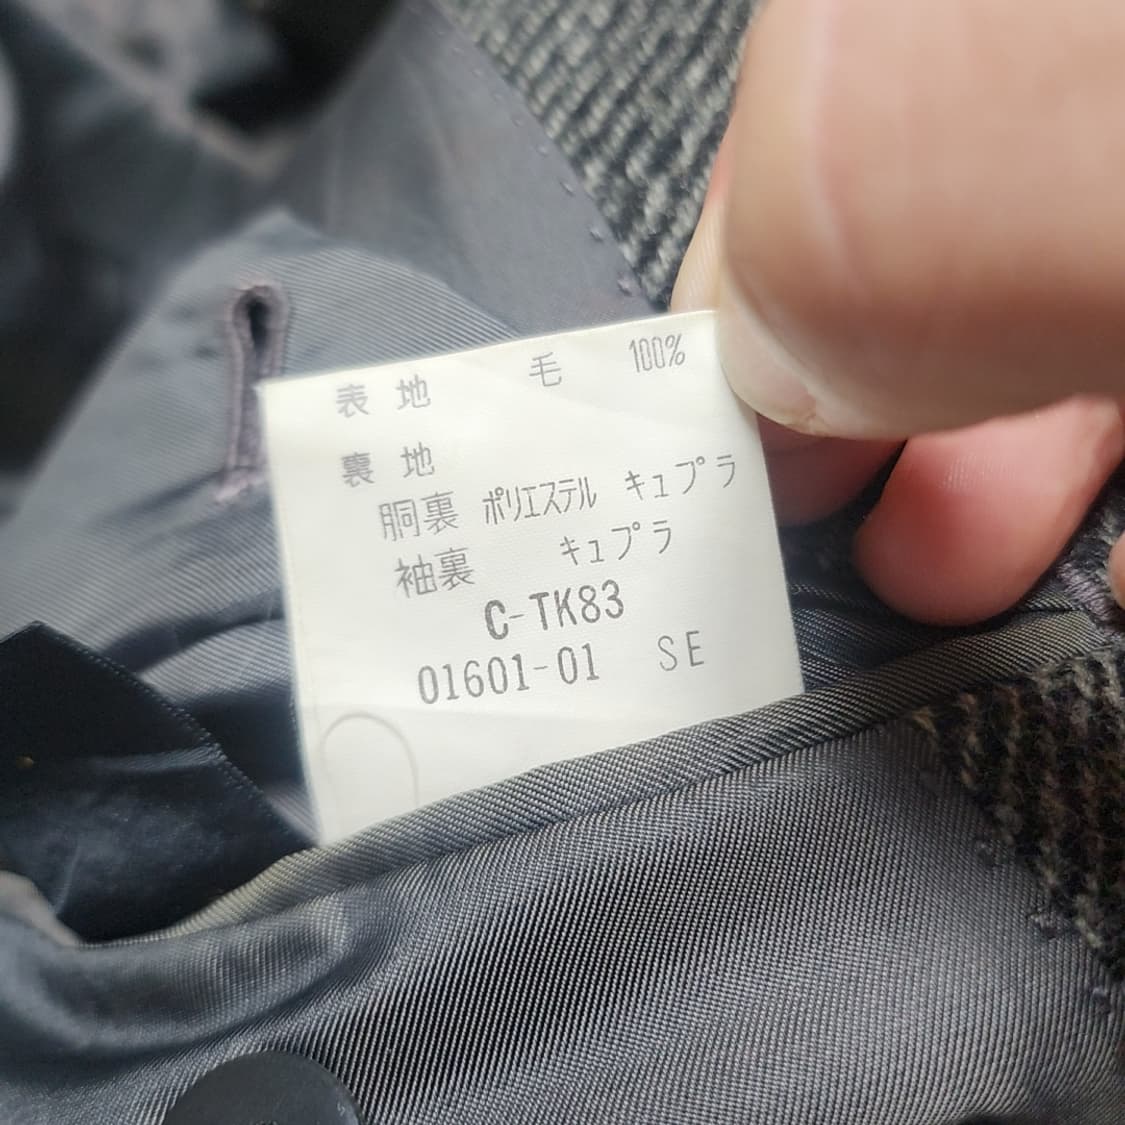 表地 毛 100%
裏地
胴裏 ポリエステル キュプラ
袖裏 キュプラ
C-TK83
01601-01 SE